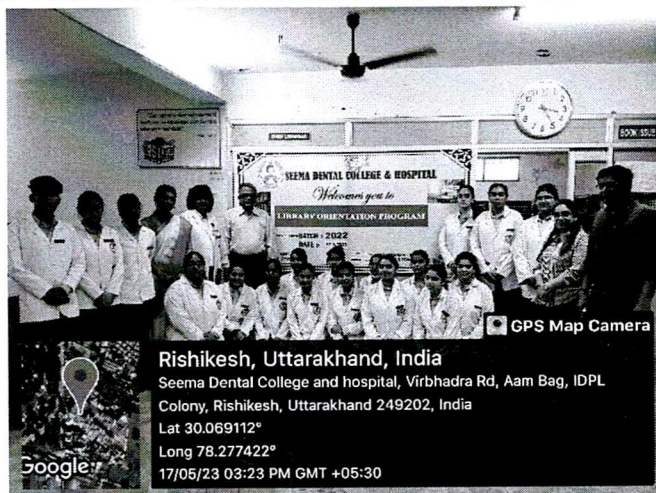 BOOK ISSUE
SEEMA DENTAL COLLEGE & HOSPITAL
Welcomes you to
LIBRARY ORIENTATION PROGRAM
BATCH : 2022
DATE :
GPS Map Camera
Rishikesh, Uttarakhand, India
Seema Dental College and hospital, Virbhadra Rd, Aam Bag, IDPL
Colony, Rishikesh, Uttarakhand 249202, India
Lat 30.069112°
Long 78.277422°
17/05/23 03:23 PM GMT +05:30
Google